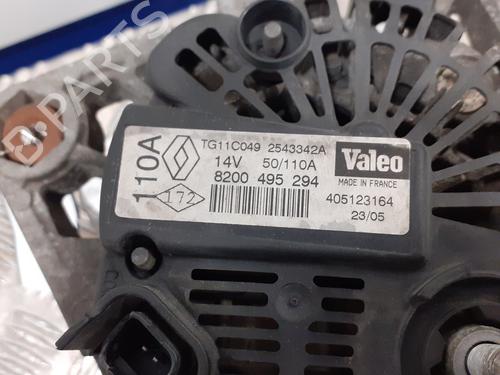 110A
172
TG11C049 2543342A
14V 50/110A
8200 495 294
Valeo
MADE IN FRANCE
405123164
23/05
B-PARTS